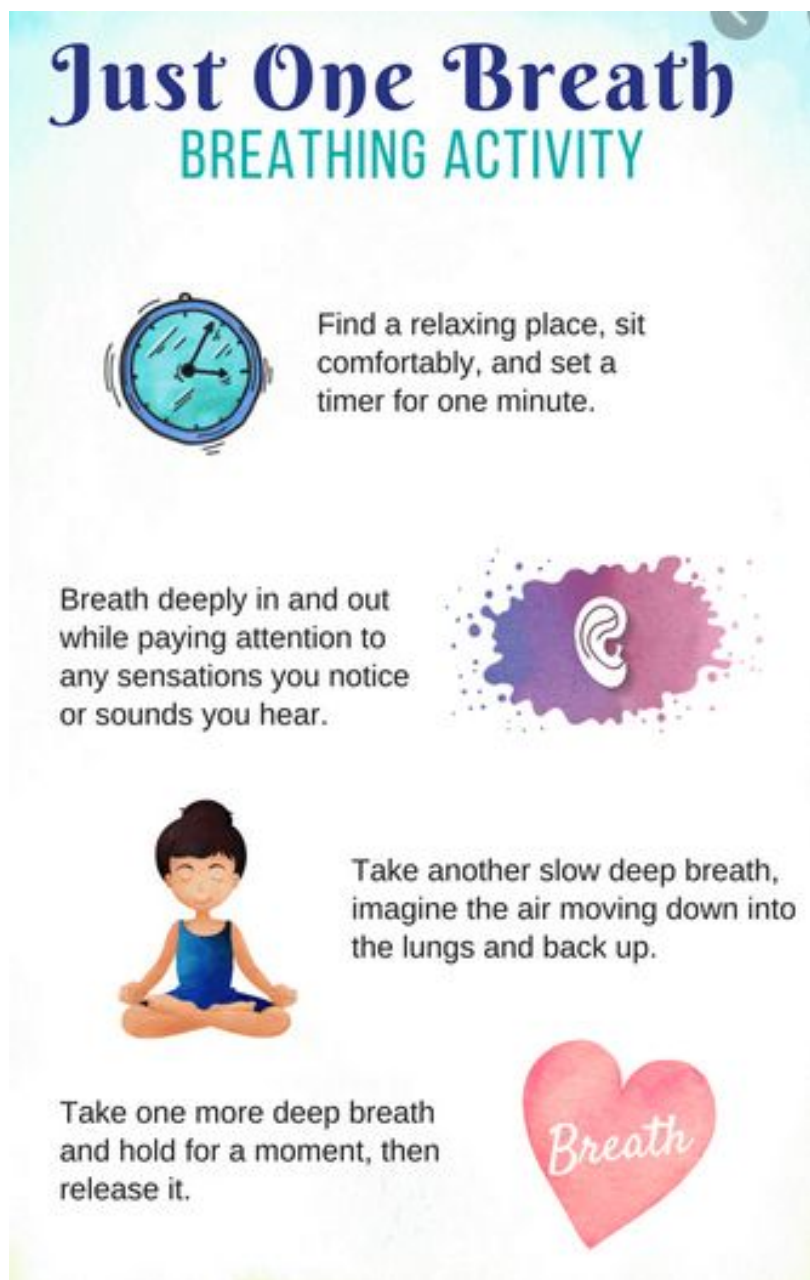 Just One Breath
BREATHING ACTIVITY
Find a relaxing place, sit
comfortably, and set a
timer for one minute.
Breath deeply in and out
while paying attention to
any sensations you notice
or sounds you hear.
Take another slow deep breath,
imagine the air moving down into
the lungs and back up.
Take one more deep breath
and hold for a moment, then
release it.
Breath